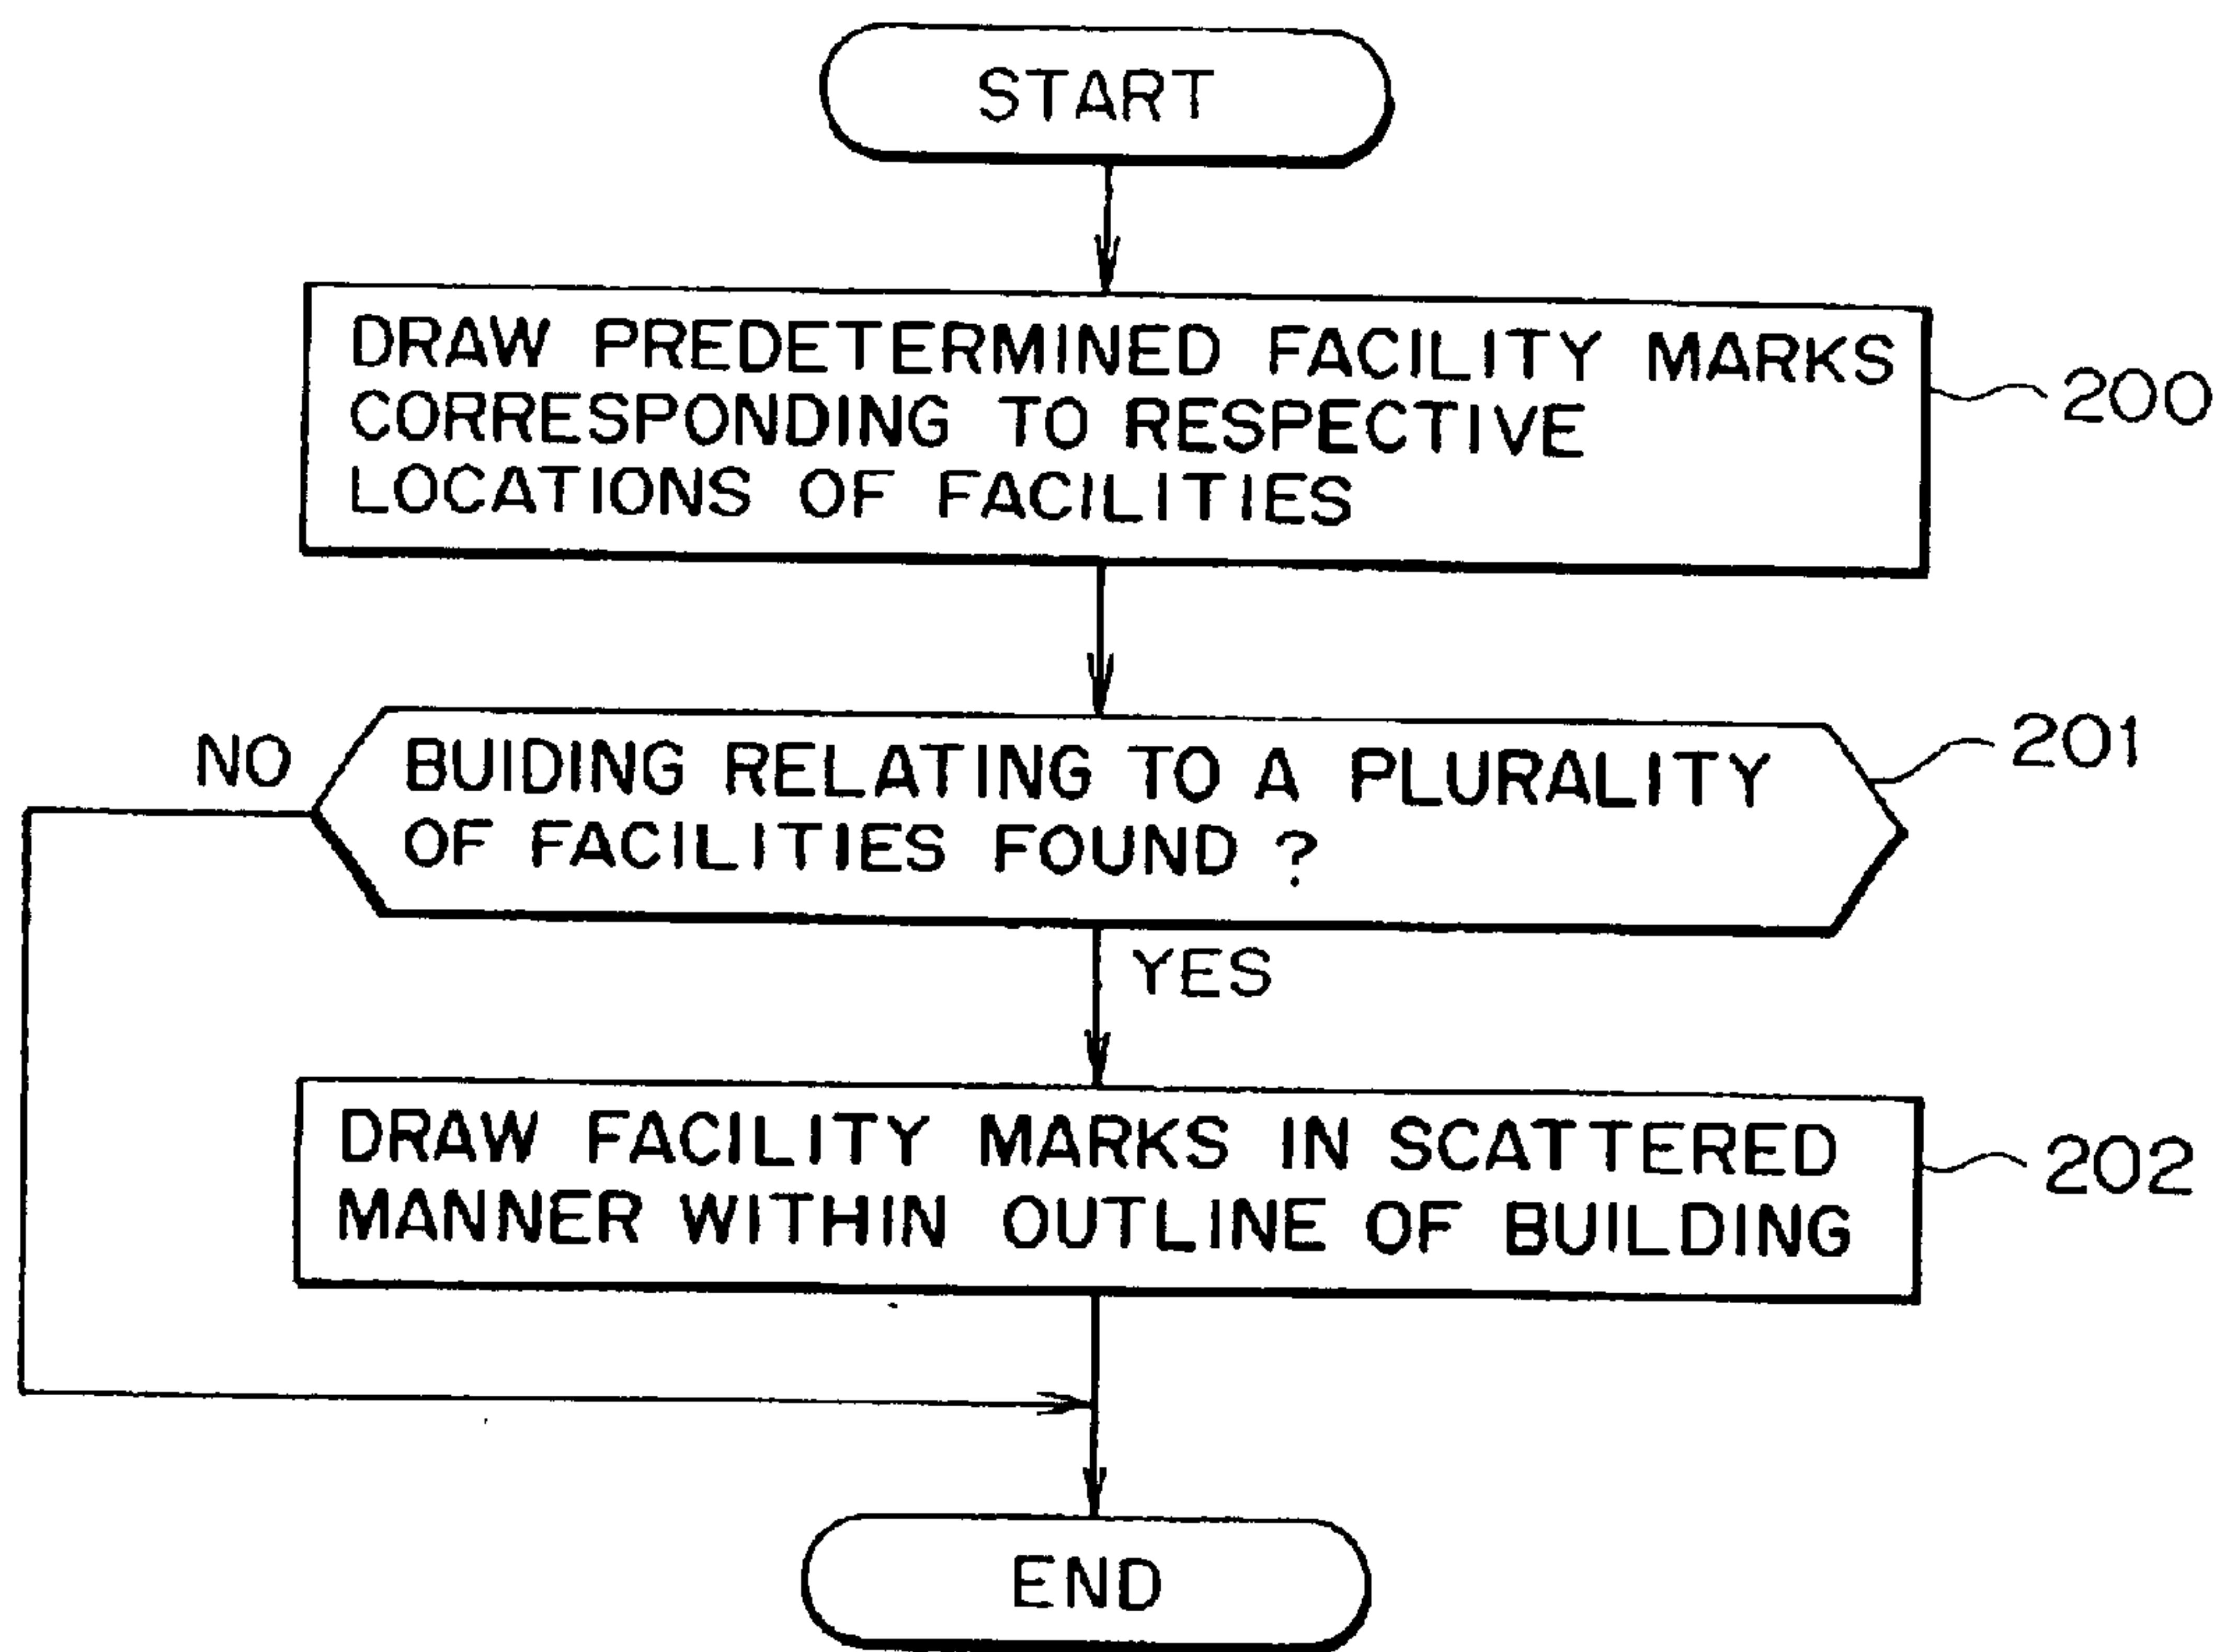 START
DRAW PREDETERMINED FACILITY MARKS
CORRESPONDING TO RESPECTIVE
LOCATIONS OF FACILITIES
200
NO
BUIDING RELATING TO A PLURALITY
OF FACILITIES FOUND ?
201
YES
DRAW FACILITY MARKS IN SCATTERED
MANNER WITHIN OUTLINE OF BUILDING
202
END